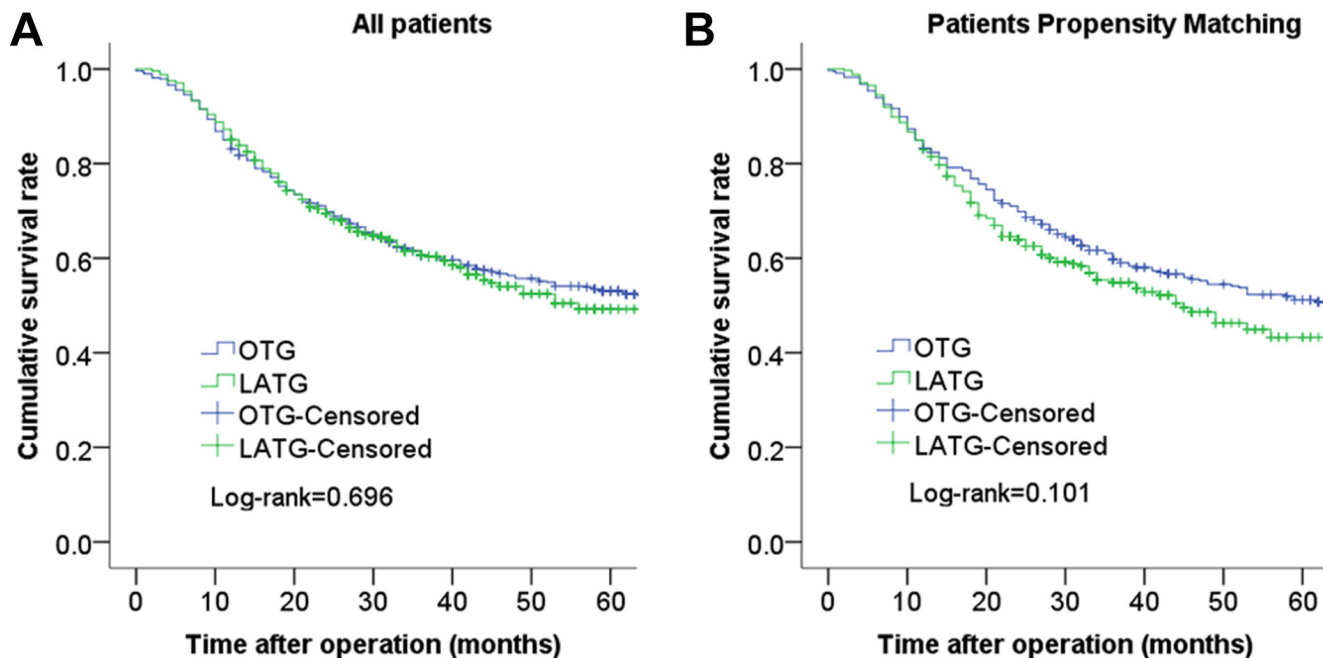 A
All patients
Cumulative survival rate
1.0
0.8
0.6
0.4
0.2
0.0
OTG
LATG
OTG-Censored
LATG-Censored
Log-rank=0.696
0 10 20 30 40 50 60
Time after operation (months)
B
Patients Propensity Matching
Cumulative survival rate
1.0
0.8
0.6
0.4
0.2
0.0
OTG
LATG
OTG-Censored
LATG-Censored
Log-rank=0.101
0 10 20 30 40 50 60
Time after operation (months)